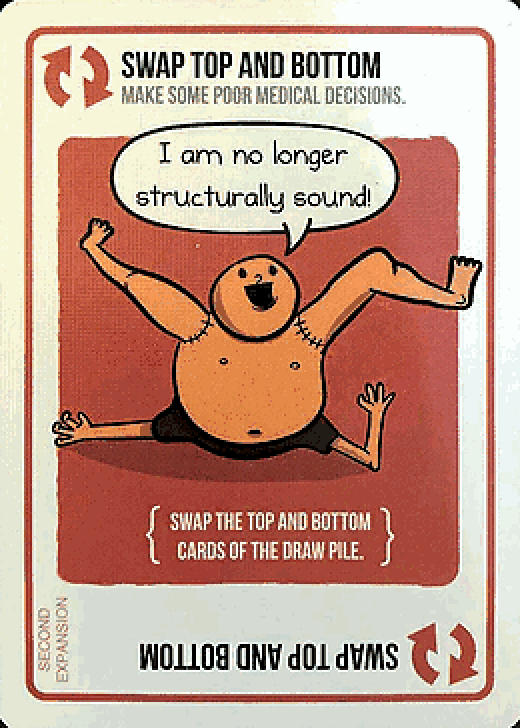 SWAP TOP AND BOTTOM
MAKE SOME POOR MEDICAL DECISIONS.
I am no longer
structurally sound!
SWAP THE TOP AND BOTTOM
CARDS OF THE DRAW PILE.
SECOND
EXPANSION
SWAP TOP AND BOTTOM